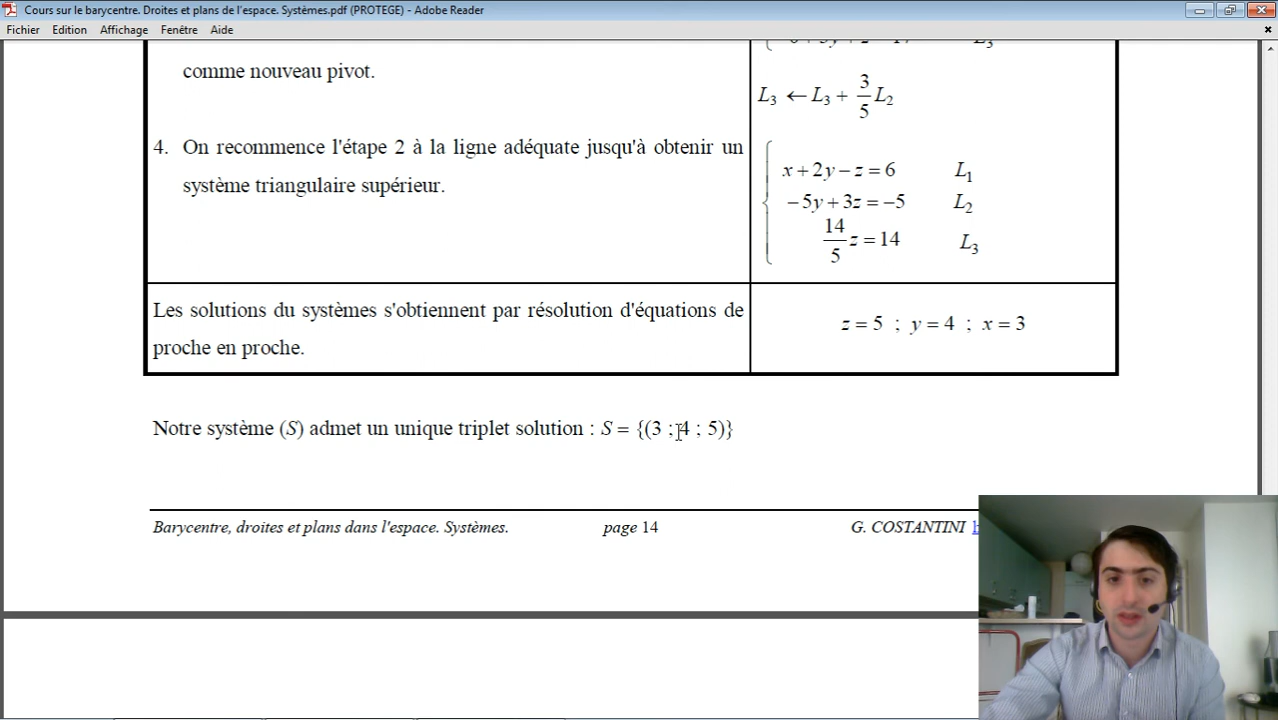 Cours sur le barycentre. Droites et plans de l'espace. Systèmes.pdf (PROTEGE) - Adobe Reader
Fichier Edition Affichage Fenêtre Aide
comme nouveau pivot.
L3 ← L3 + 3/5 L2
4. On recommence l'étape 2 à la ligne adéquate jusqu'à obtenir un
système triangulaire supérieur.
x + 2y − z = 6 L1
− 5y + 3z = −5 L2
14/5 z = 14 L3
Les solutions du systèmes s'obtiennent par résolution d'équations de
proche en proche.
z = 5 ; y = 4 ; x = 3
Notre système (S) admet un unique triplet solution : S = {(3 ; 4 ; 5)}
Barycentre, droites et plans dans l'espace. Systèmes. page 14 G. COSTANTINI